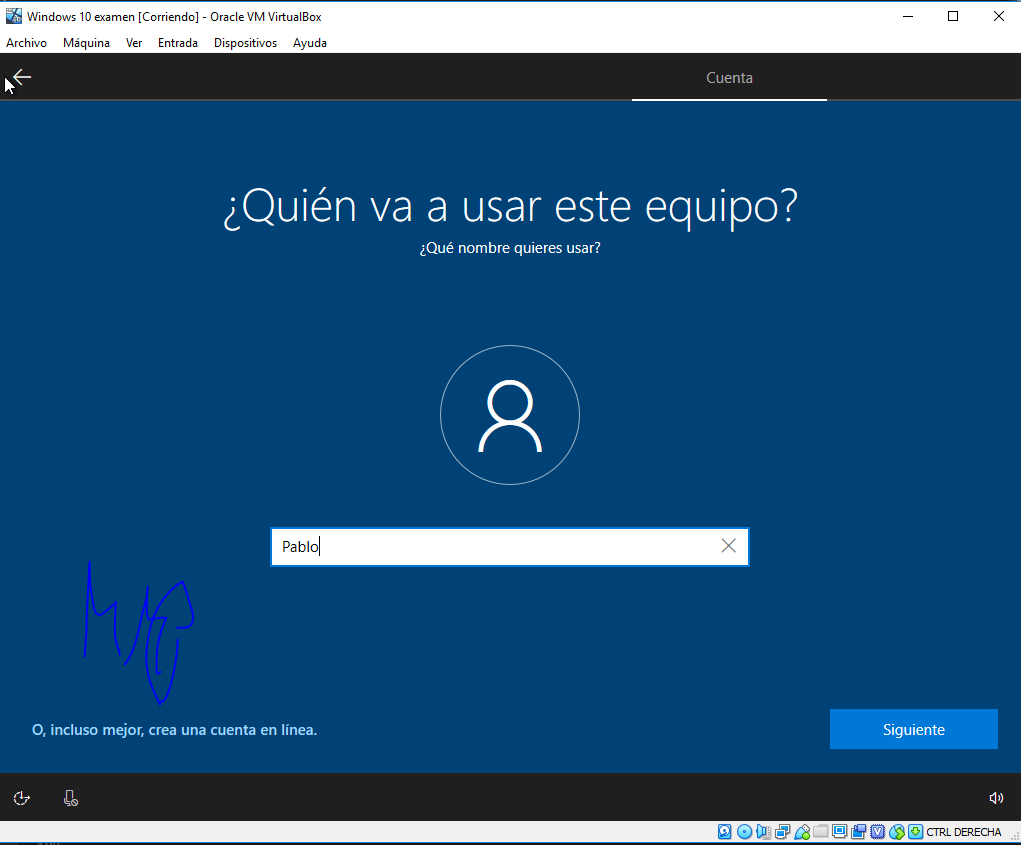 Windows 10 examen [Corriendo] - Oracle VM VirtualBox
Archivo Máquina Ver Entrada Dispositivos Ayuda
Cuenta
¿Quién va a usar este equipo?
¿Qué nombre quieres usar?
Pablo
O, incluso mejor, crea una cuenta en línea.
Siguiente
CTRL DERECHA